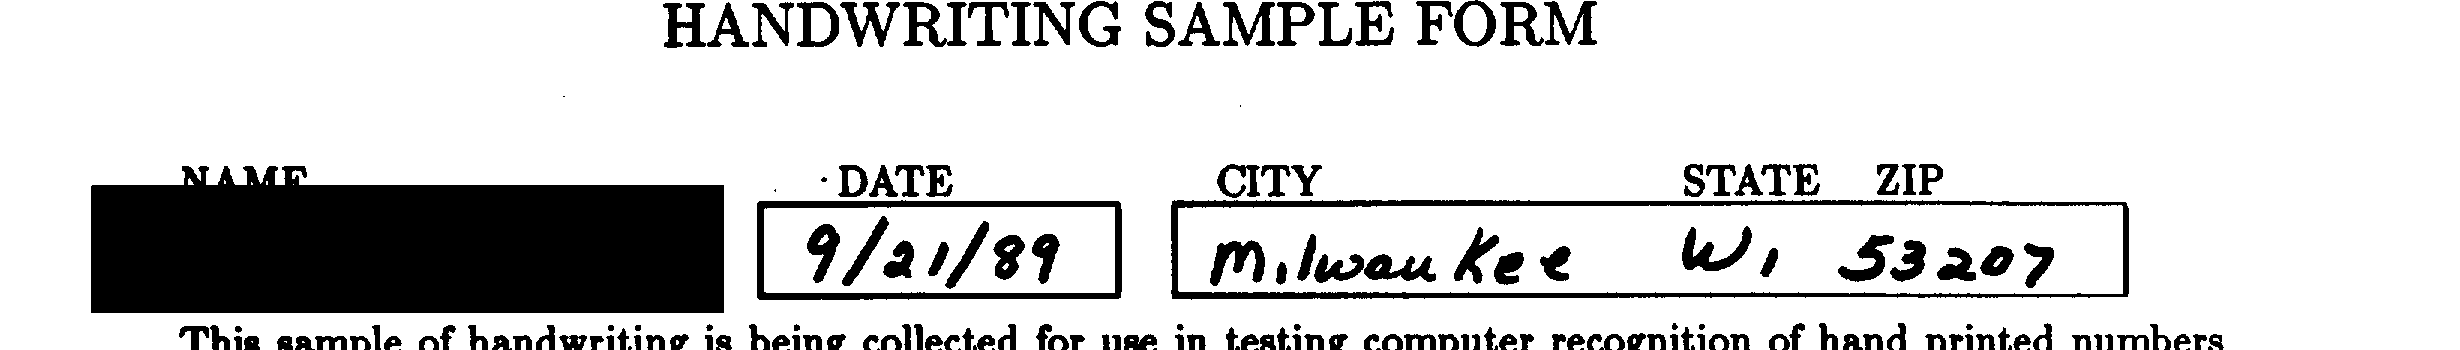 HANDWRITING SAMPLE FORM
NAME DATE CITY STATE ZIP
9/21/89 Milwaukee WI 53207
This sample of handwriting is being collected for use in testing computer recognition of hand printed numbers